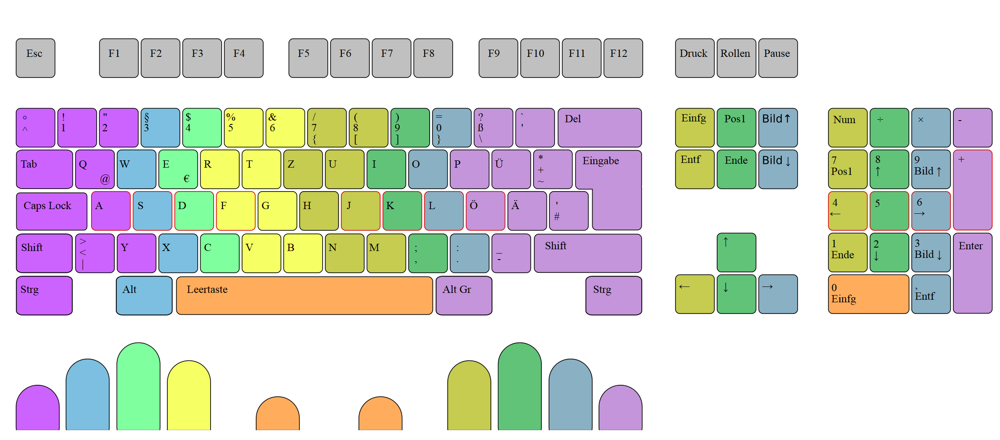 Esc F1 F2 F3 F4 F5 F6 F7 F8 F9 F10 F11 F12 Druck Rollen Pause
° ! " § $ % & / ( ) = ? ` Del Einfg Pos1 Bild↑ Num ÷ × -
^ 1 2 3 4 5 6 7 8 9 0 ß '
{ [ ] } \
Tab Q W E R T Z U I O P Ü * Eingabe Entf Ende Bild↓ 7 8 9 +
+ Pos1 ↑ Bild↑
@ € ~
Caps Lock A S D F G H J K L Ö Ä ' 4 5 6
# ← →
Shift > Y X C V B N M ; : _ Shift ↑ 1 2 3 Enter
< , . - Ende ↓ Bild↓
|
Strg Alt Leertaste Alt Gr Strg ← ↓ → 0 ,
Einfg Entf